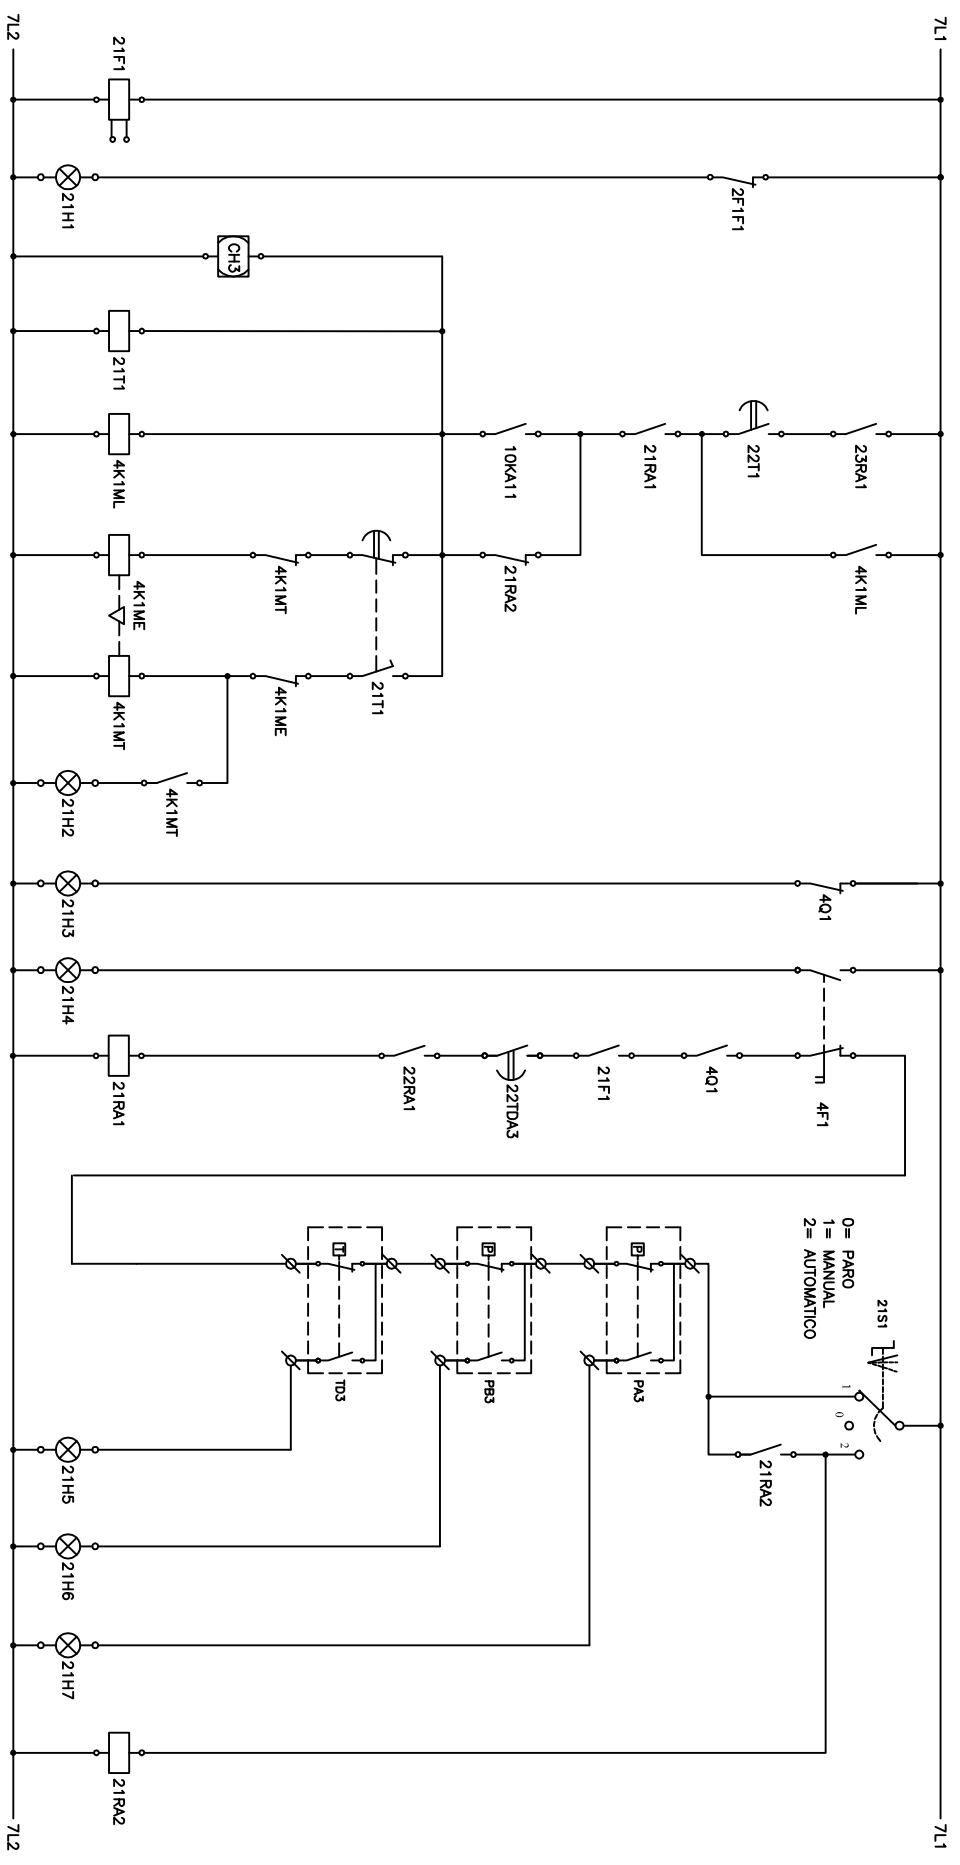 7L1
7L1
7L2
7L2
21F1
21H1
2F1F1
CH3
21T1
23RA1
22T1
21RA1
10KA11
4K1ML
4K1ML
21RA2
4K1MT
4K1ME
21T1
4K1ME
4K1MT
4K1MT
21H2
4Q1
21H3
21H4
4F1
4Q1
21F1
22TDA3
22RA1
21RA1
0= PARO
1= MANUAL
2= AUTOMATICO
21S1
1
0
2
P
PA3
P
PB3
T
TD3
21RA2
21H5
21H6
21H7
21RA2